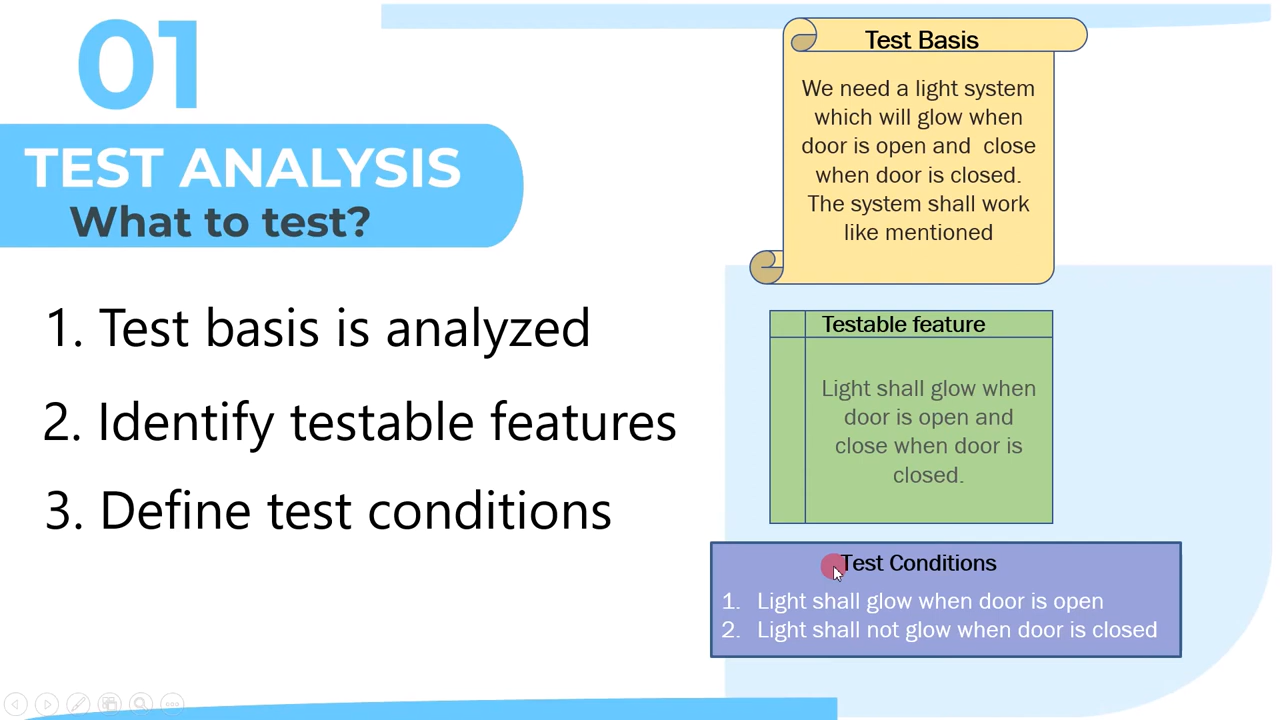 01
TEST ANALYSIS
What to test?
1. Test basis is analyzed
2. Identify testable features
3. Define test conditions
Test Basis
We need a light system
which will glow when
door is open and close
when door is closed.
The system shall work
like mentioned
Testable feature
Light shall glow when
door is open and
close when door is
closed.
Test Conditions
1. Light shall glow when door is open
2. Light shall not glow when door is closed